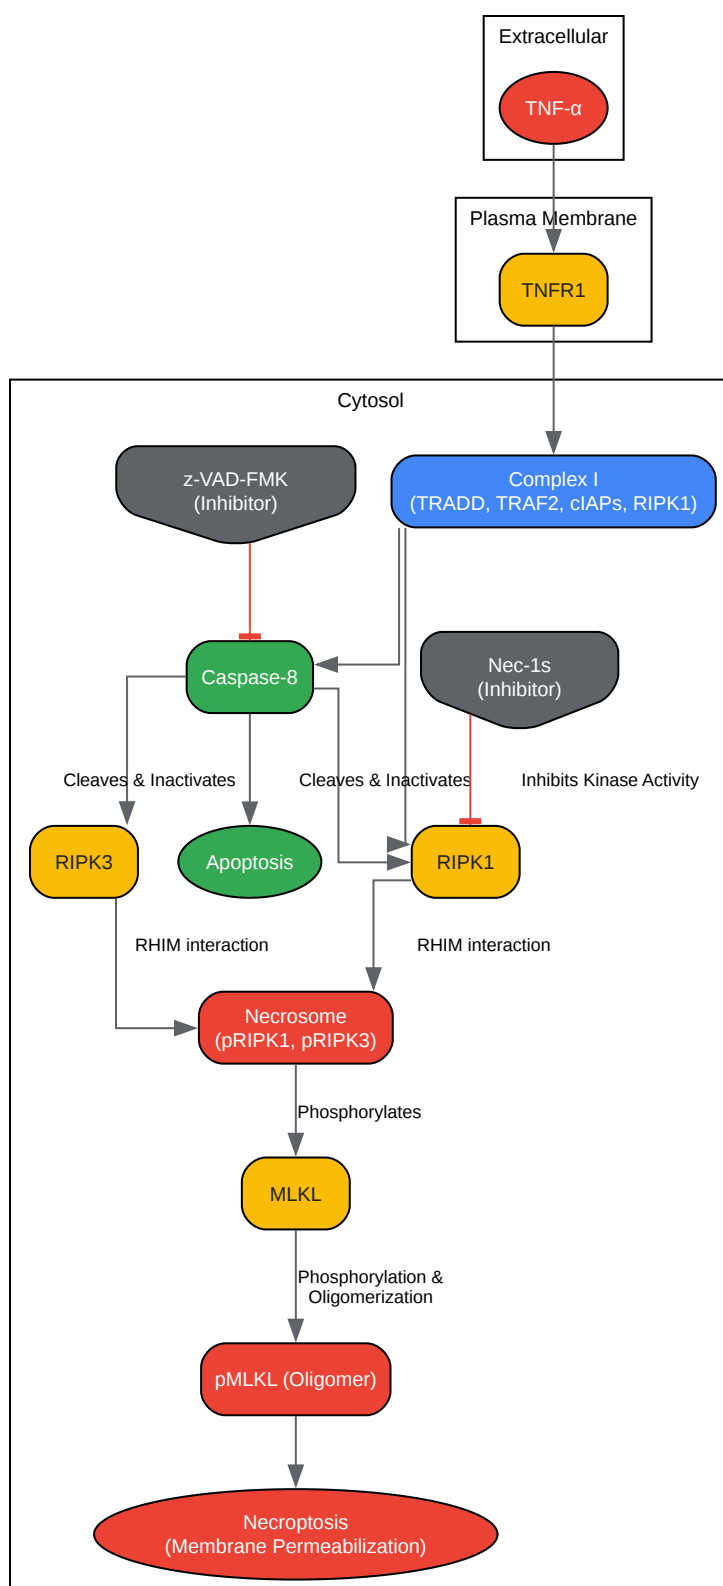 Extracellular
TNF-α
Plasma Membrane
TNFR1
Cytosol
z-VAD-FMK
(Inhibitor)
Complex I
(TRADD, TRAF2, cIAPs, RIPK1)
Caspase-8
Nec-1s
(Inhibitor)
Cleaves & Inactivates
Cleaves & Inactivates
Inhibits Kinase Activity
RIPK3
Apoptosis
RIPK1
RHIM interaction
RHIM interaction
Necrosome
(pRIPK1, pRIPK3)
Phosphorylates
MLKL
Phosphorylation &
Oligomerization
pMLKL (Oligomer)
Necroptosis
(Membrane Permeabilization)